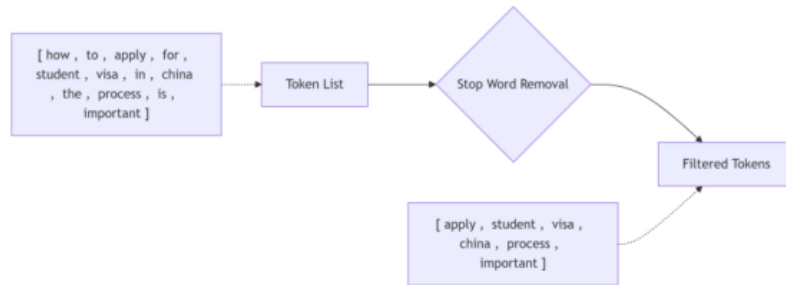 [ how , to , apply , for ,
student , visa , in , china
, the , process , is ,
important ]
Token List
Stop Word Removal
Filtered Tokens
[ apply , student , visa ,
china , process ,
important ]